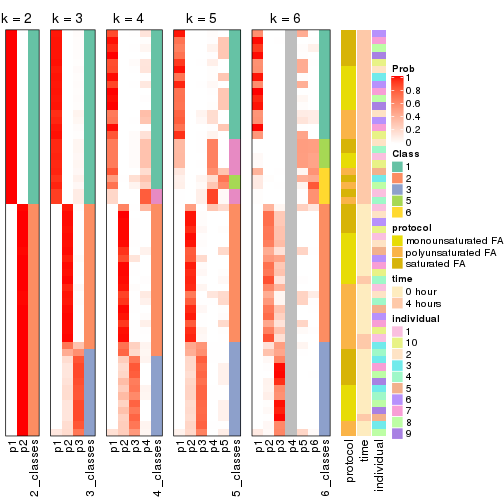 k = 2 k = 3 k = 4 k = 5 k = 6
p1
p2
2_classes
p1
p2
p3
3_classes
p1
p2
p3
p4
4_classes
p1
p2
p3
p4
p5
5_classes
p1
p2
p3
p4
p5
p6
6_classes
protocol
time
individual
Prob
1
0.8
0.6
0.4
0.2
0
Class
1
2
3
5
6
protocol
monounsaturated FA
polyunsaturated FA
saturated FA
time
0 hour
4 hours
individual
1
10
2
3
4
5
6
7
8
9